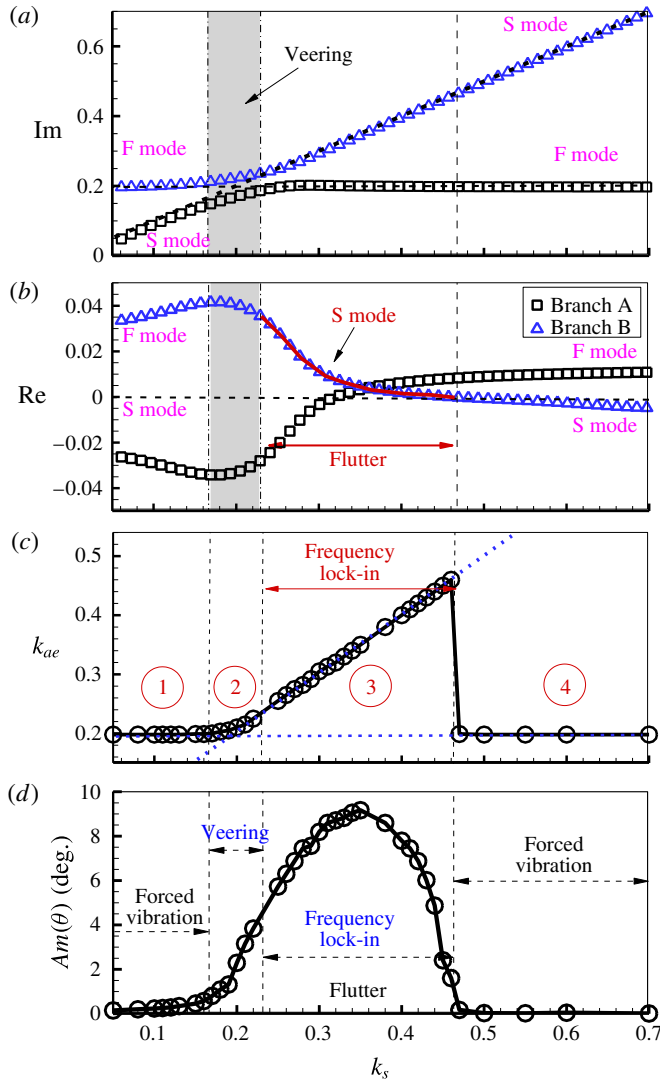 (a)
Im
0.6
0.4
0.2
0
Veering
S mode
F mode
F mode
S mode
(b)
Re
0.04
0.02
0
−0.02
−0.04
Branch A
Branch B
S mode
F mode
F mode
S mode
S mode
Flutter
(c)
k_ae
0.5
0.4
0.3
0.2
Frequency
lock-in
1
2
3
4
(d)
Am(θ) (deg.)
10
8
6
4
2
0
Veering
Forced
vibration
Forced
vibration
Frequency
lock-in
Flutter
0.1 0.2 0.3 0.4 0.5 0.6 0.7
k_s